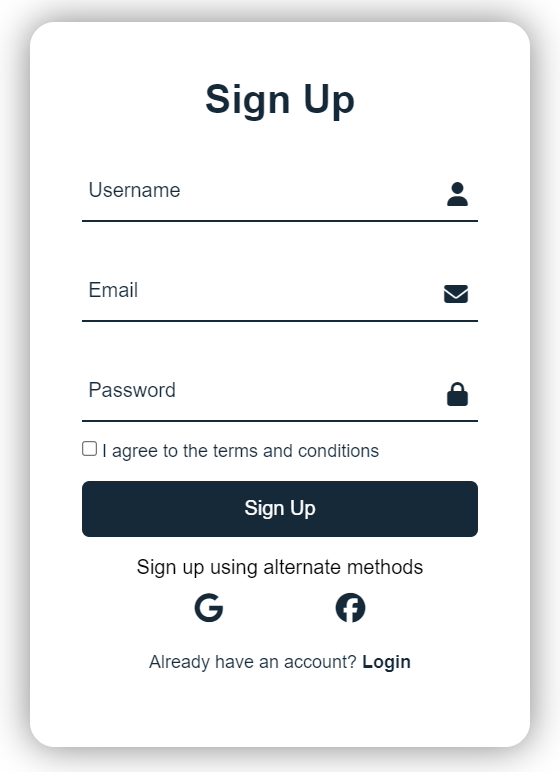 Sign Up
Username
Email
Password
I agree to the terms and conditions
Sign Up
Sign up using alternate methods
Already have an account? Login